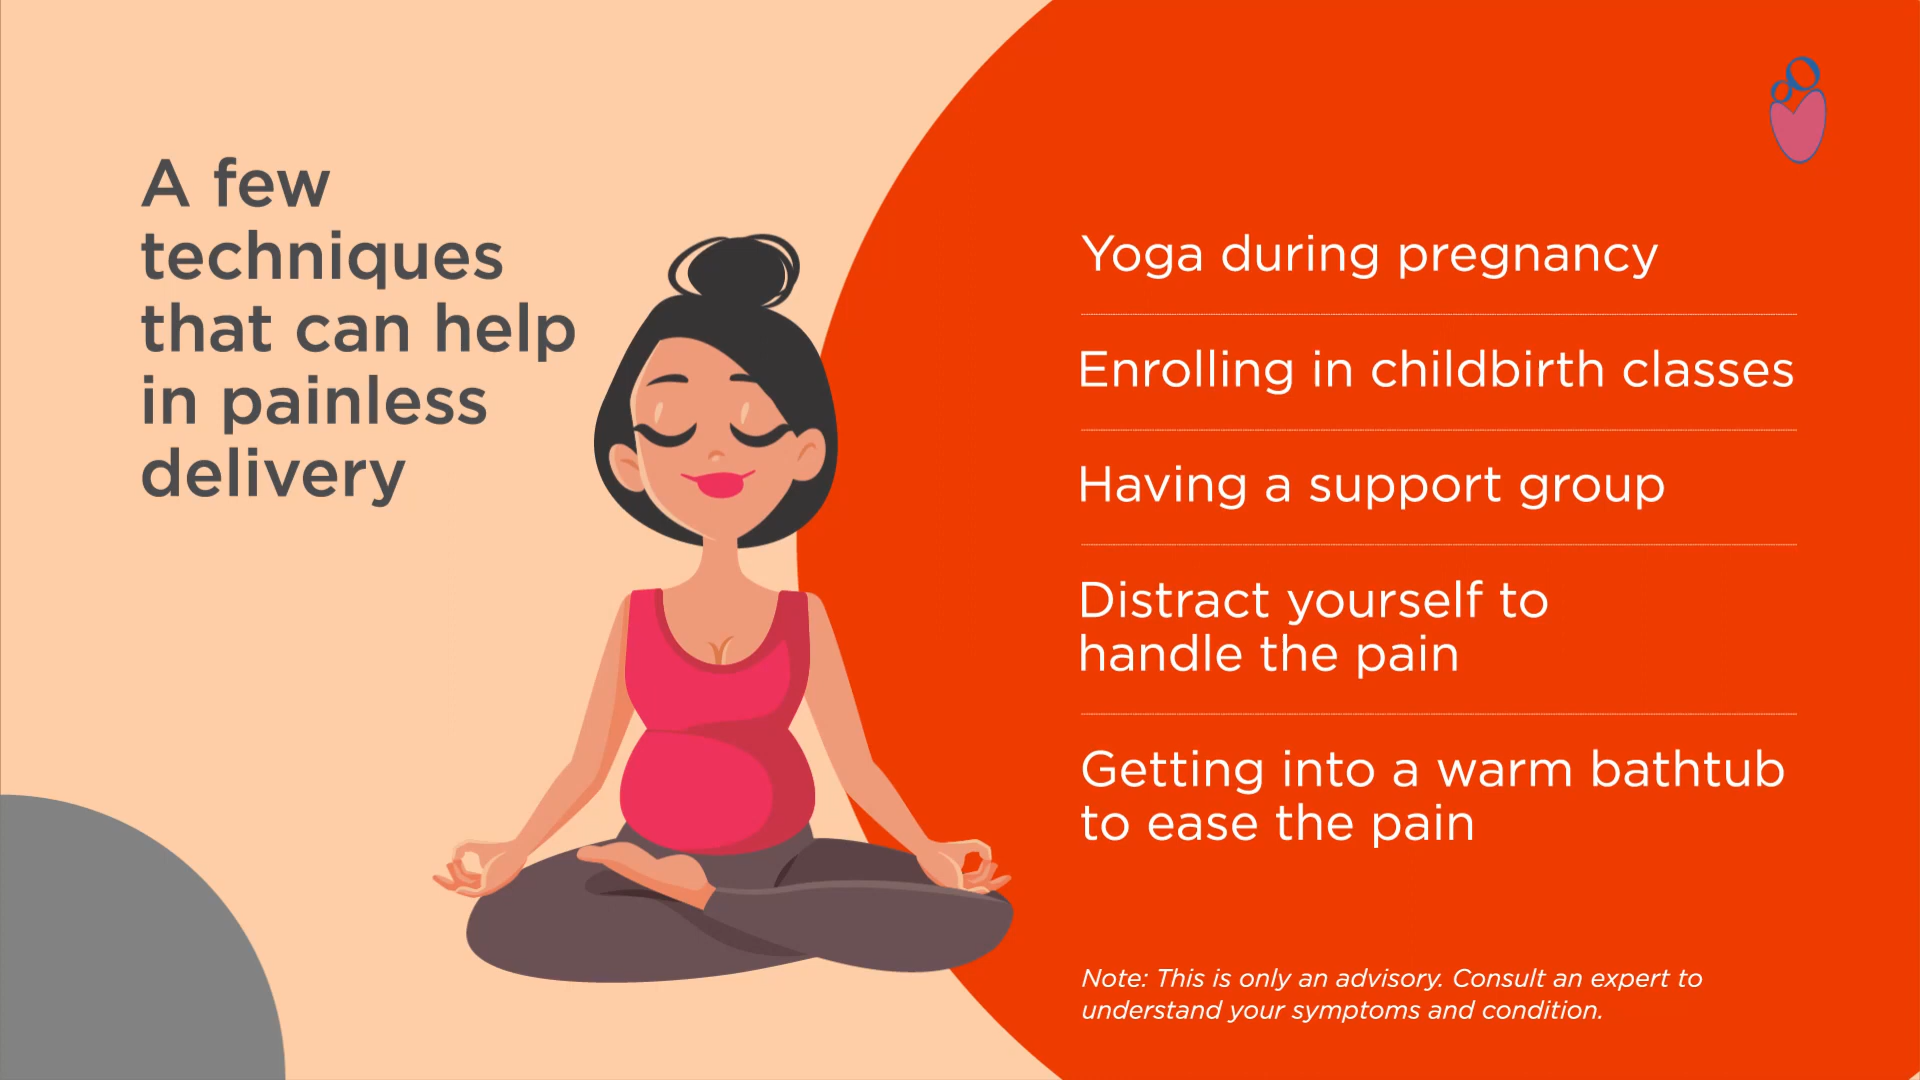 A few
techniques
that can help
in painless
delivery
Yoga during pregnancy
Enrolling in childbirth classes
Having a support group
Distract yourself to
handle the pain
Getting into a warm bathtub
to ease the pain
Note: This is only an advisory. Consult an expert to
understand your symptoms and condition.